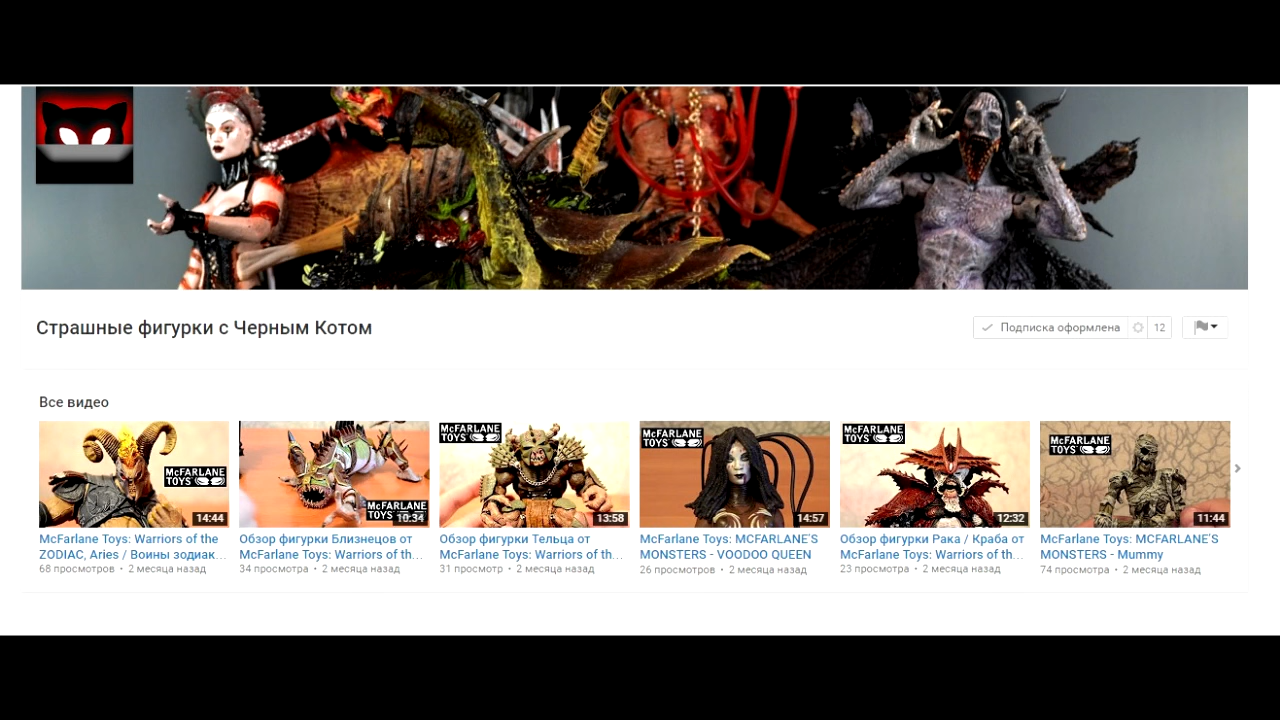 Страшные фигурки с Черным Котом
Подписка оформлена
12
Все видео
McFARLANE
TOYS
14:44
McFARLANE
TOYS
10:34
McFARLANE
TOYS
13:58
McFARLANE
TOYS
14:57
McFARLANE
TOYS
12:32
McFARLANE
TOYS
11:44
McFarlane Toys: Warriors of the
ZODIAC, Aries / Воины зодиак...
68 просмотров • 2 месяца назад
Обзор фигурки Близнецов от
McFarlane Toys: Warriors of th...
34 просмотра • 2 месяца назад
Обзор фигурки Тельца от
McFarlane Toys: Warriors of th...
31 просмотр • 2 месяца назад
McFarlane Toys: MCFARLANE'S
MONSTERS - VOODOO QUEEN
26 просмотров • 2 месяца назад
Обзор фигурки Рака / Краба от
McFarlane Toys: Warriors of th...
23 просмотра • 2 месяца назад
McFarlane Toys: MCFARLANE'S
MONSTERS - Mummy
74 просмотра • 2 месяца назад